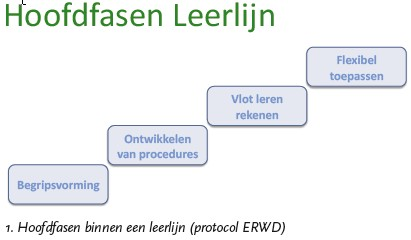 Hoofdfasen Leerlijn
Flexibel
toepassen
Vlot leren
rekenen
Ontwikkelen
van procedures
Begripsvorming
1. Hoofdfasen binnen een leerlijn (protocol ERWD)